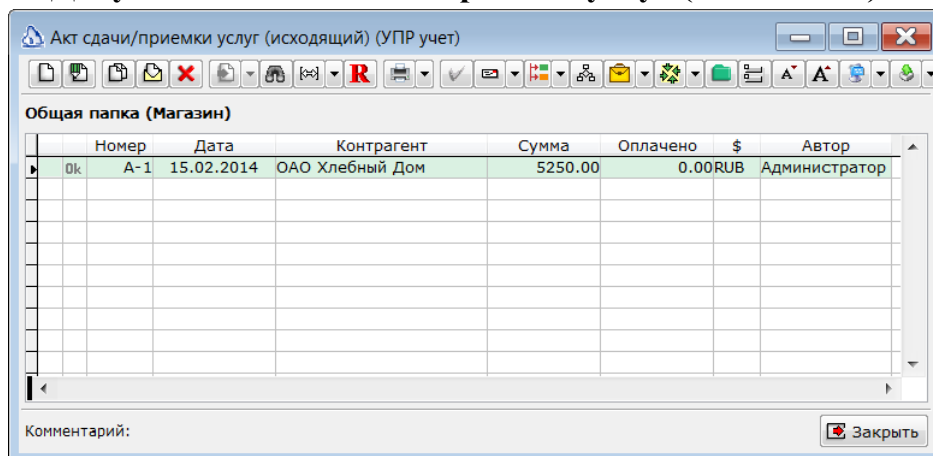 Акт сдачи/приемки услуг (исходящий) (УПР учет)
R
Общая папка (Магазин)
Номер Дата Контрагент Сумма Оплачено $ Автор
Ok А-1 15.02.2014 ОАО Хлебный Дом 5250.00 0.00 RUB Администратор
Комментарий:
Закрыть